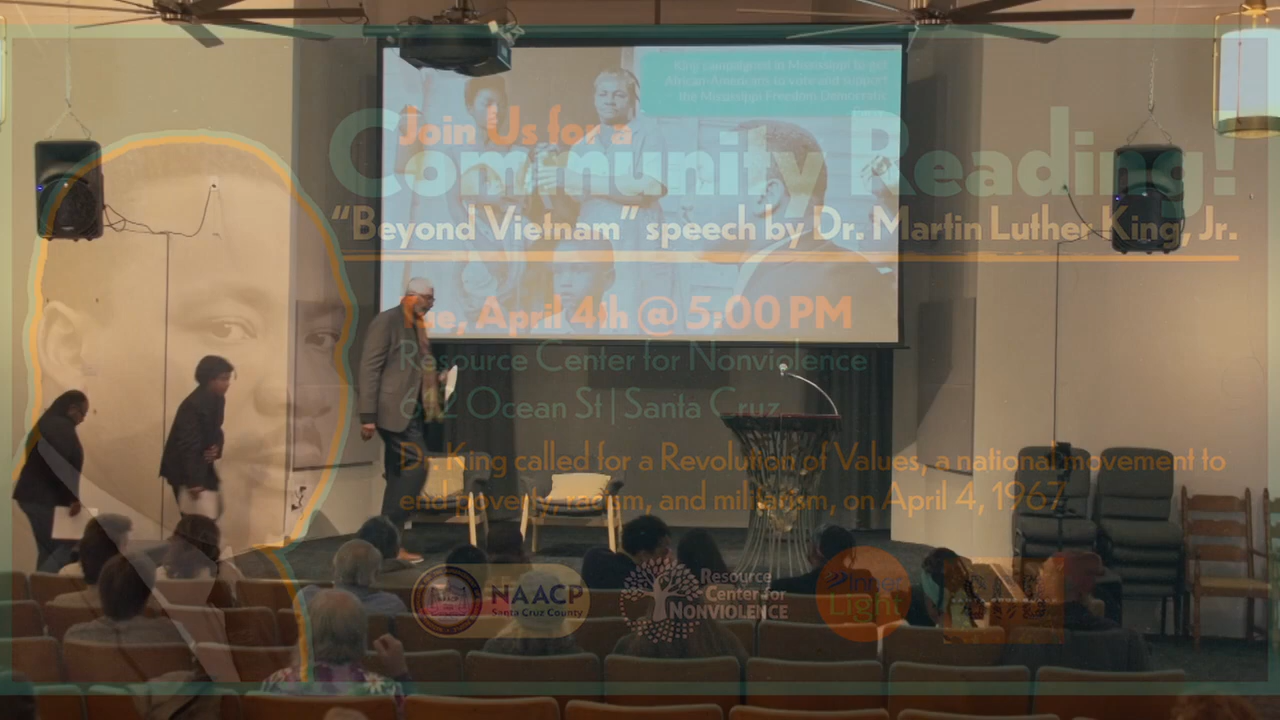 King campaigned in Mississippi to get
African-Americans to vote and support
the Mississippi Freedom Democratic
Join Us for a
Community Reading!
“Beyond Vietnam” speech by Dr. Martin Luther King, Jr.
Tue, April 4th @ 5:00 PM
Resource Center for Nonviolence
612 Ocean St | Santa Cruz
Dr. King called for a Revolution of Values, a national movement to
end poverty, racism, and militarism, on April 4, 1967.
NAACP
Santa Cruz County
Resource
Center for
Nonviolence
Inner
Light